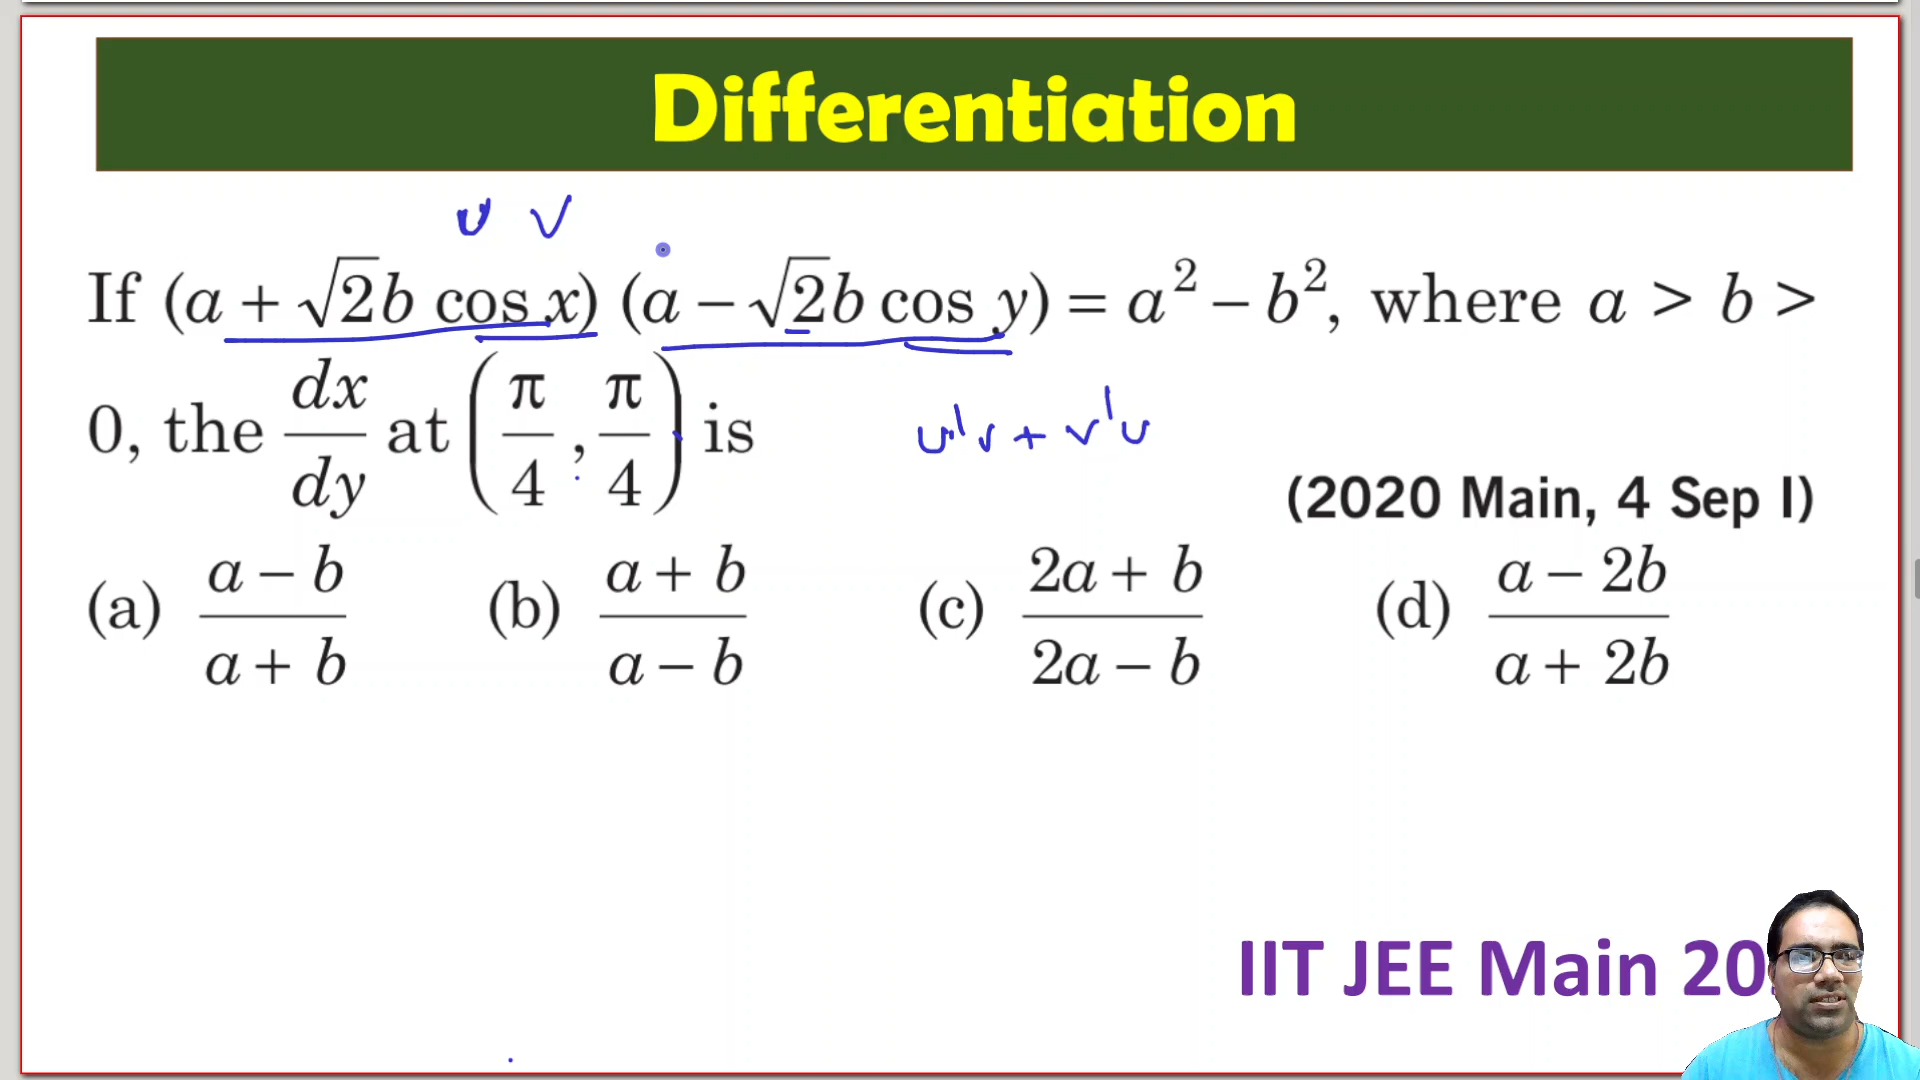 Differentiation
u v
If (a + √2b cos x) (a − √2b cos y) = a² − b², where a > b >
0, the dx/dy at (π/4, π/4) is
u'v + v'u
(2020 Main, 4 Sep I)
(a) a − b/a + b (b) a + b/a − b (c) 2a + b/2a − b (d) a − 2b/a + 2b
IIT JEE Main 20